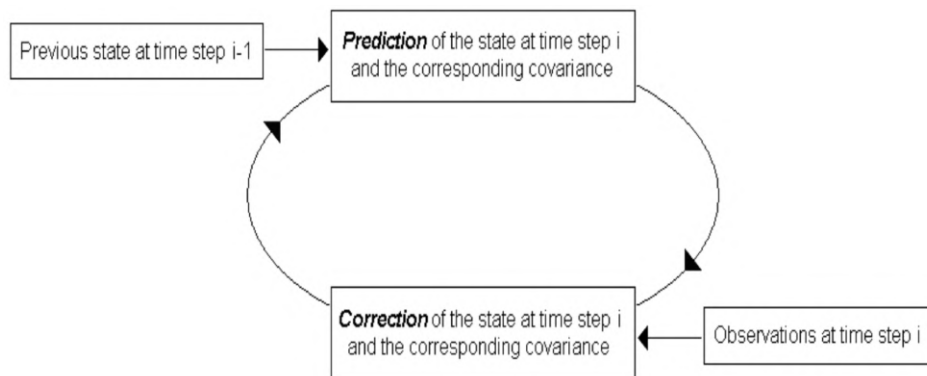 Previous state at time step i-1
Prediction of the state at time step i
and the corresponding covariance
Correction of the state at time step i
and the corresponding covariance
Observations at time step i